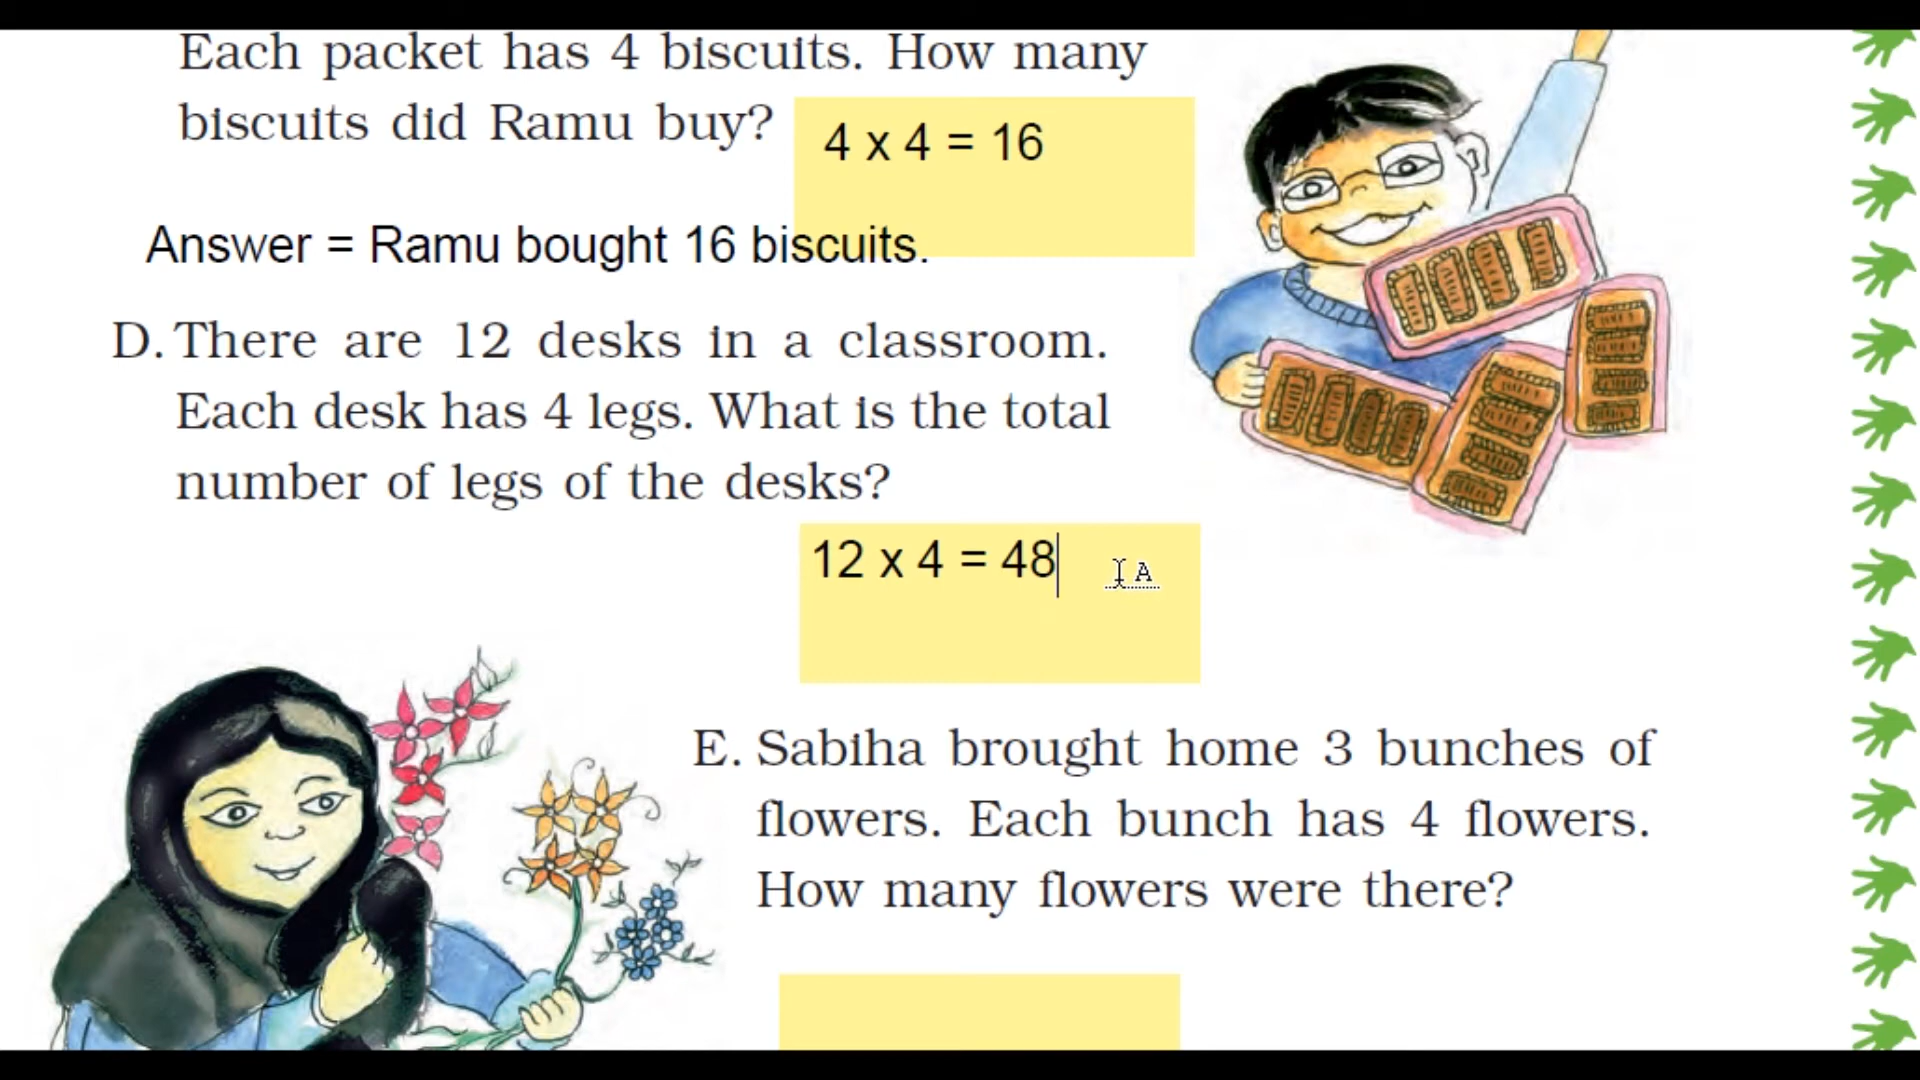 Each packet has 4 biscuits. How many
biscuits did Ramu buy?
4 x 4 = 16
Answer = Ramu bought 16 biscuits.
D. There are 12 desks in a classroom.
Each desk has 4 legs. What is the total
number of legs of the desks?
12 x 4 = 48
A
E. Sabiha brought home 3 bunches of
flowers. Each bunch has 4 flowers.
How many flowers were there?